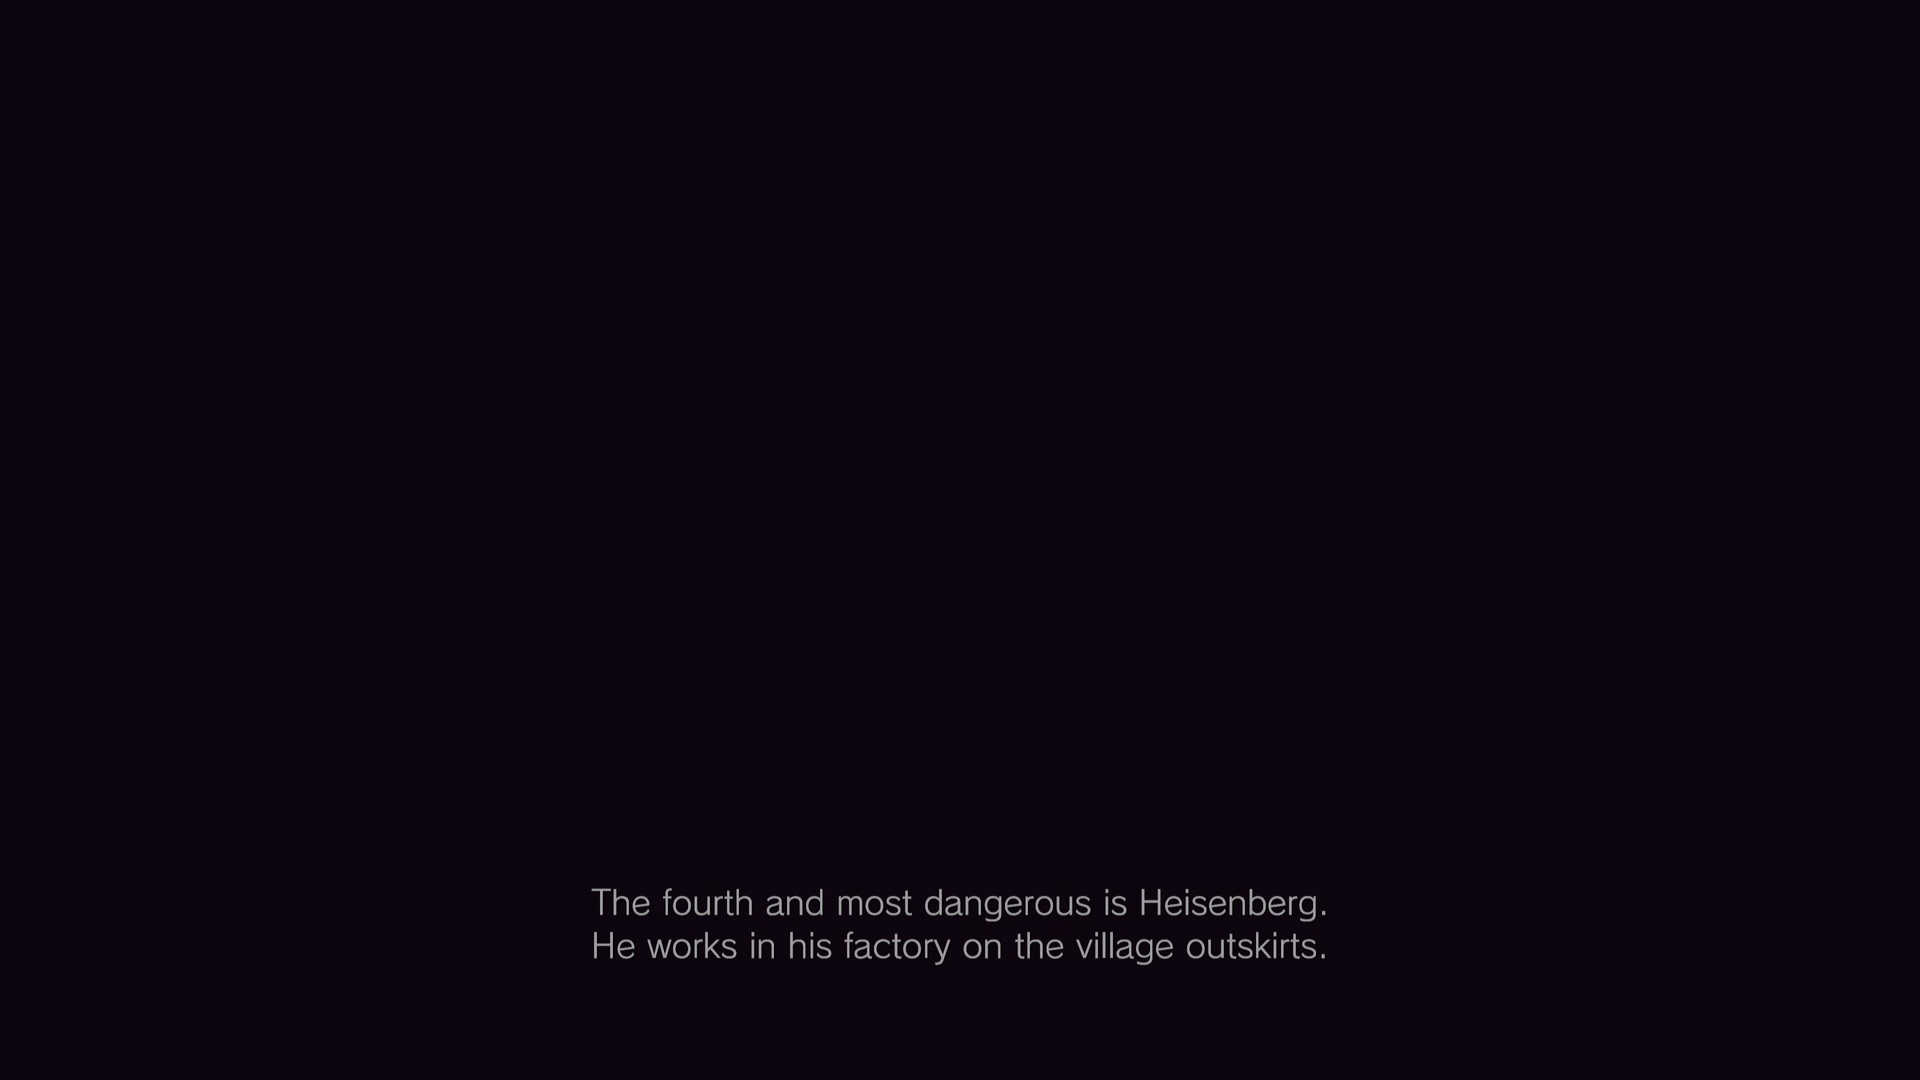 The fourth and most dangerous is Heisenberg.
He works in his factory on the village outskirts.